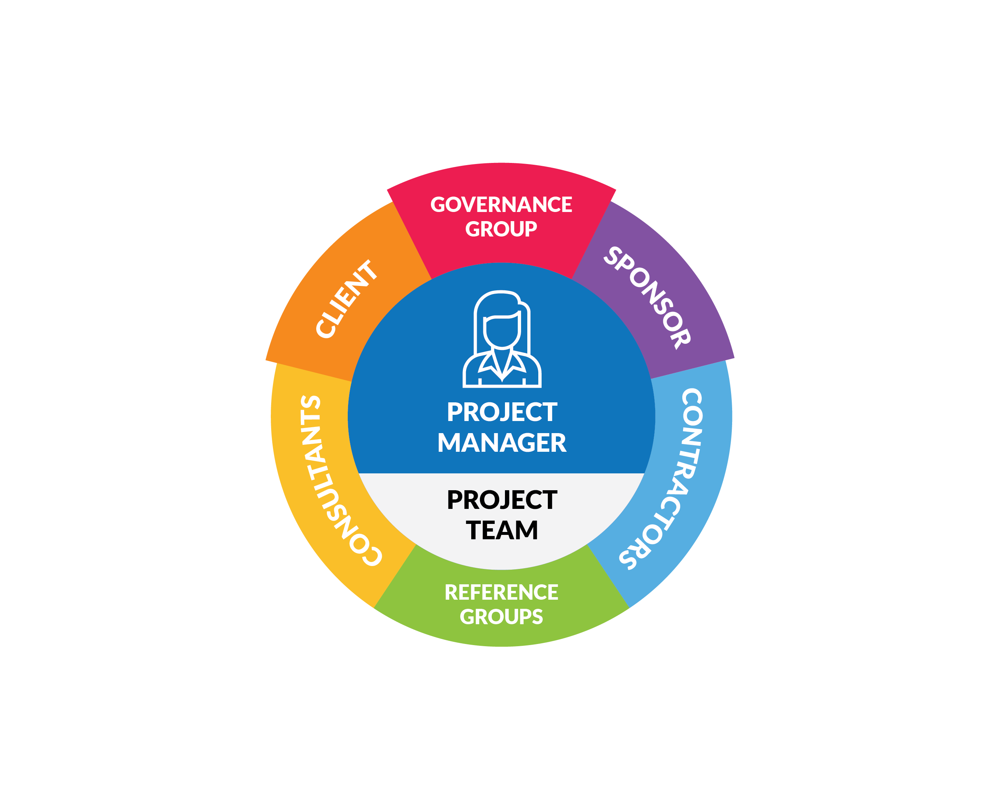 GOVERNANCE
GROUP
CLIENT
SPONSOR
PROJECT
MANAGER
CONSULTANTS
CONTRACTORS
PROJECT
TEAM
REFERENCE
GROUPS